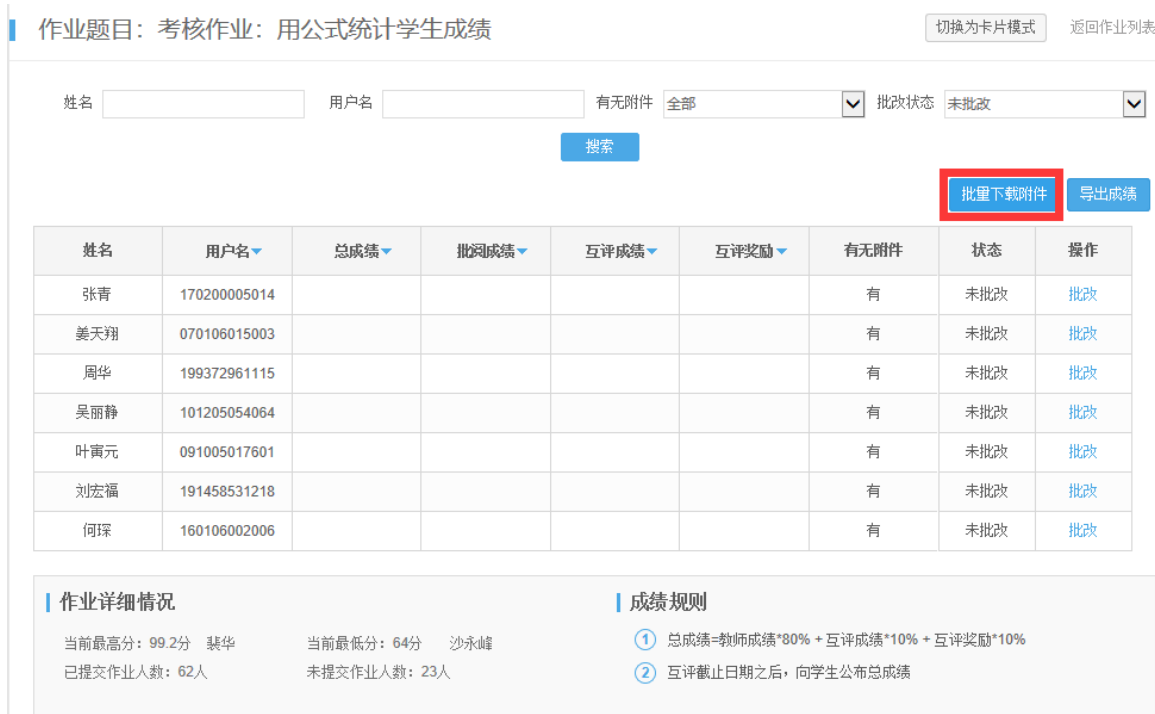 作业题目：考核作业：用公式统计学生成绩 切换为卡片模式 返回作业列表
姓名 用户名 有无附件 全部 批改状态 未批改
搜索
批量下载附件 导出成绩
姓名 用户名 总成绩 批阅成绩 互评成绩 互评奖励 有无附件 状态 操作
张青 170200005014 有 未批改 批改
姜天翔 070106015003 有 未批改 批改
周华 199372961115 有 未批改 批改
吴丽静 101205054064 有 未批改 批改
叶寅元 091005017601 有 未批改 批改
刘宏福 191458531218 有 未批改 批改
何琛 160106002006 有 未批改 批改
作业详细情况 成绩规则
当前最高分：99.2分 裴华 当前最低分：64分 沙永峰 1 总成绩=教师成绩*80% + 互评成绩*10% + 互评奖励*10%
已提交作业人数：62人 未提交作业人数：23人 2 互评截止日期之后，向学生公布总成绩